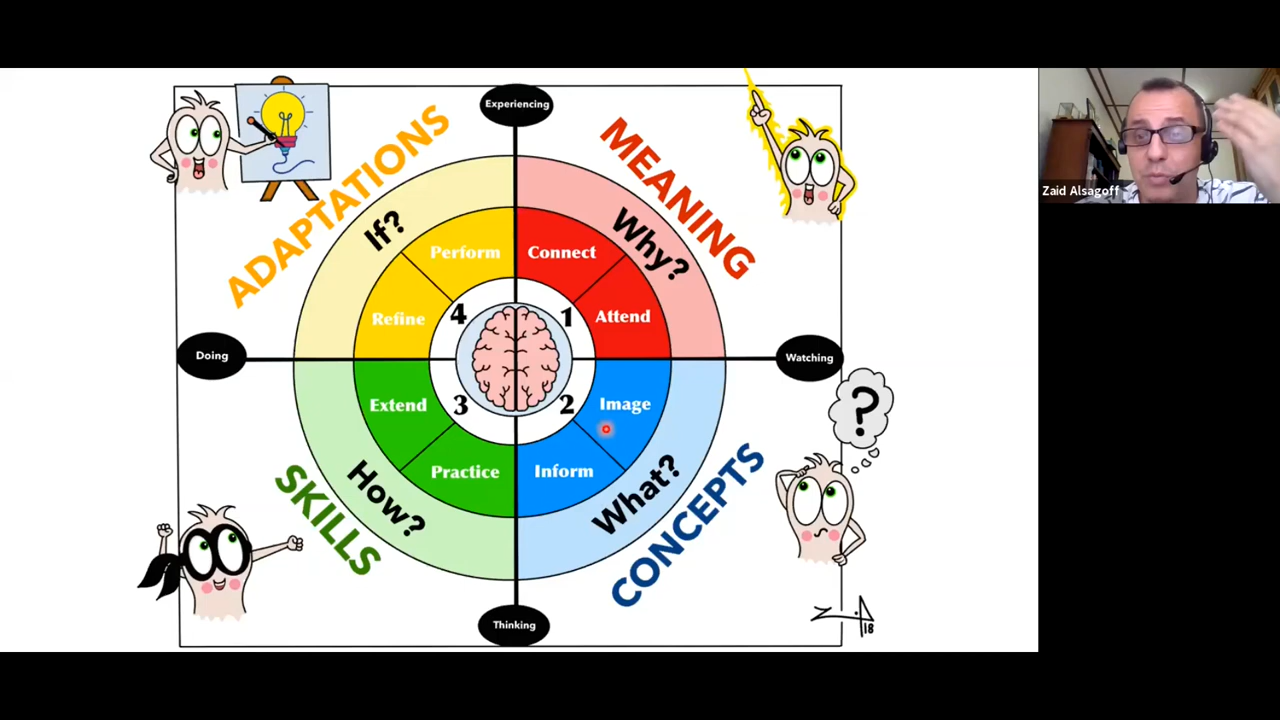 Experiencing
ADAPTATIONS
MEANING
If?
Why?
Perform
Connect
Refine
Attend
4
1
Doing
Watching
3
2
Extend
Image
Practice
Inform
How?
What?
SKILLS
CONCEPTS
?
Thinking
18
Zaid Alsagoff